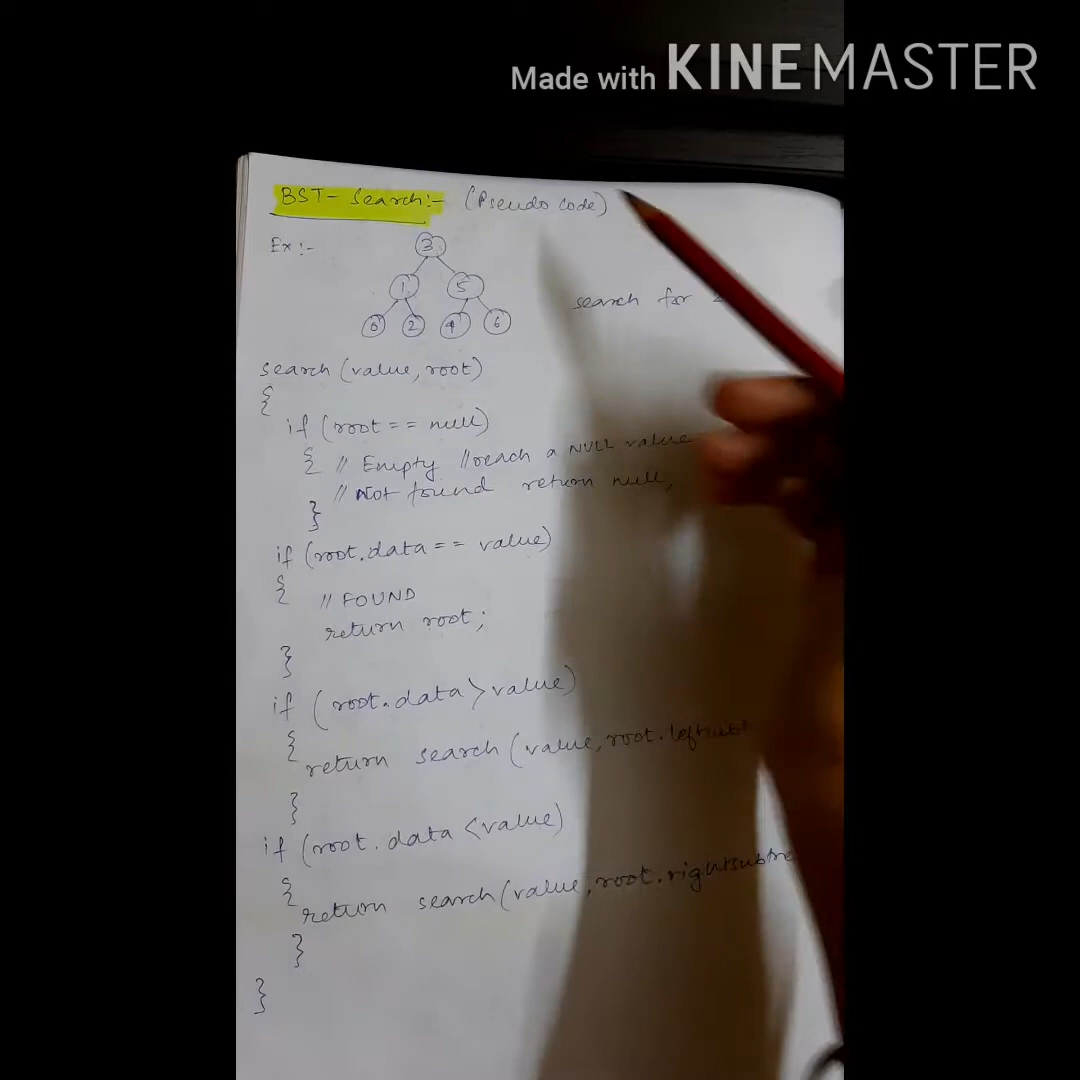 Made with KINEMASTER
BST- Search:- (Pseudo code)
Ex:-
3
1 5
0 2 4 6
search for
search (value, root)
{
if (root == null)
{ // Empty //reach a NULL value
// Not found return null;
}
if (root.data == value)
{ // FOUND
return root;
}
if (root.data > value)
{
return search (value, root.
}
if (root.data < value)
{
return search (value, root.rightsubtre
}
}